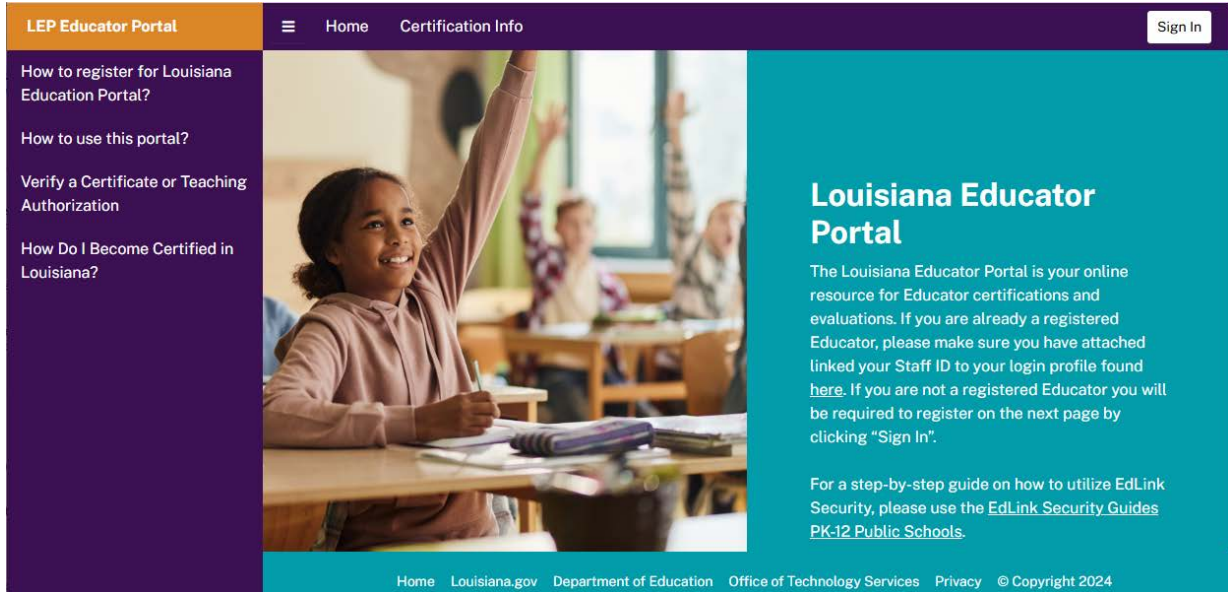 LEP Educator Portal
Home
Certification Info
Sign In
How to register for Louisiana
Education Portal?
How to use this portal?
Verify a Certificate or Teaching
Authorization
How Do I Become Certified in
Louisiana?
Louisiana Educator
Portal
The Louisiana Educator Portal is your online
resource for Educator certifications and
evaluations. If you are already a registered
Educator, please make sure you have attached
linked your Staff ID to your login profile found
here. If you are not a registered Educator you will
be required to register on the next page by
clicking “Sign In”.
For a step-by-step guide on how to utilize EdLink
Security, please use the EdLink Security Guides
PK-12 Public Schools.
Home Louisiana.gov Department of Education Office of Technology Services Privacy © Copyright 2024